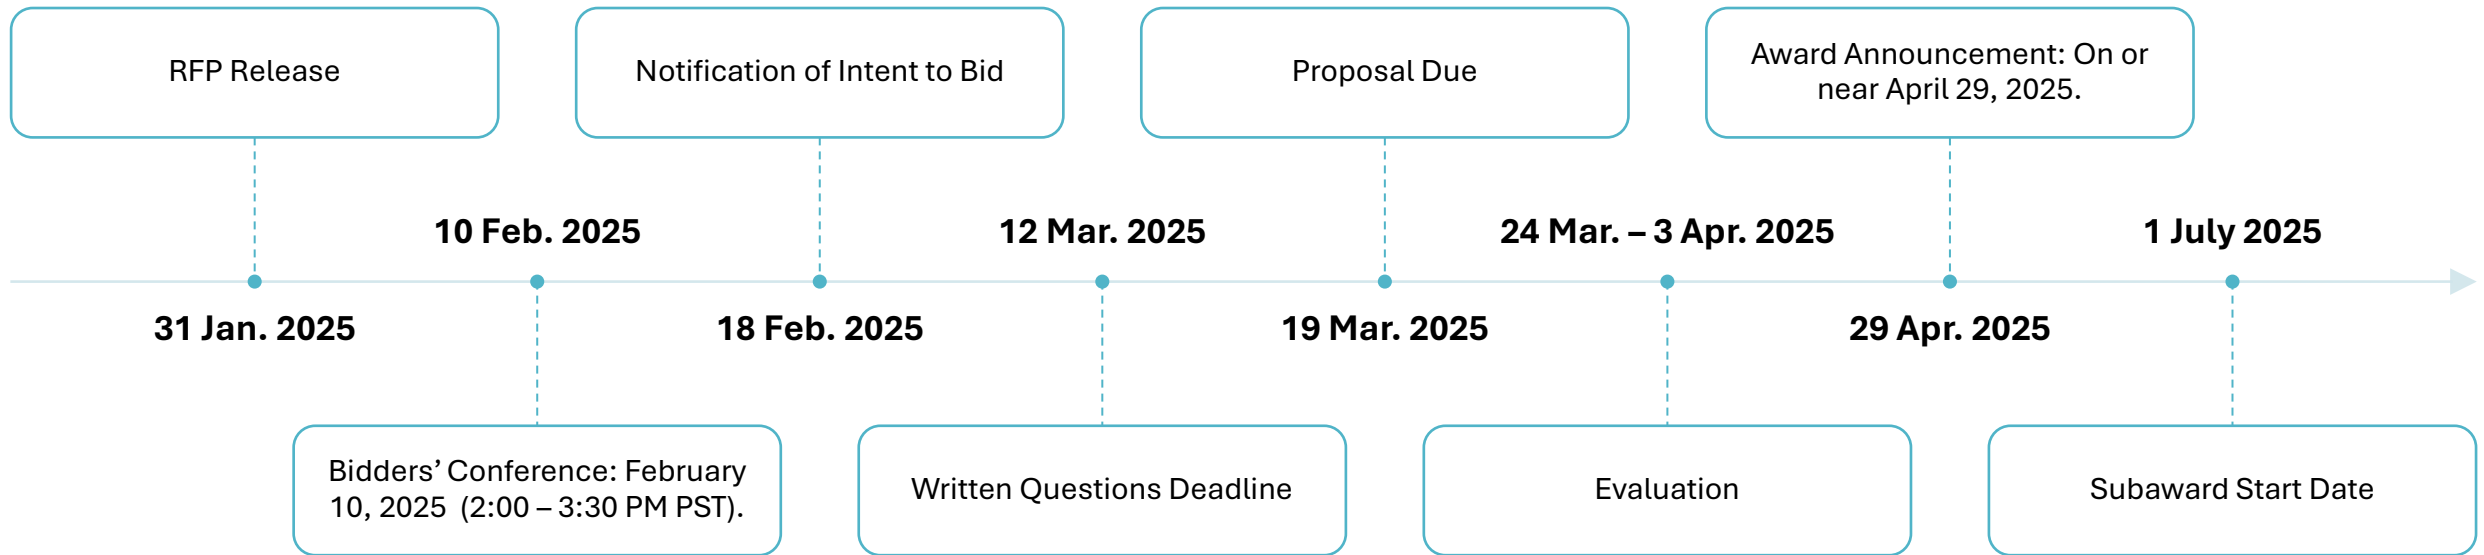 RFP Release
Notification of Intent to Bid
Proposal Due
Award Announcement: On or
near April 29, 2025.
10 Feb. 2025
12 Mar. 2025
24 Mar. – 3 Apr. 2025
1 July 2025
31 Jan. 2025
18 Feb. 2025
19 Mar. 2025
29 Apr. 2025
Bidders’ Conference: February
10, 2025  (2:00 – 3:30 PM PST).
Written Questions Deadline
Evaluation
Subaward Start Date